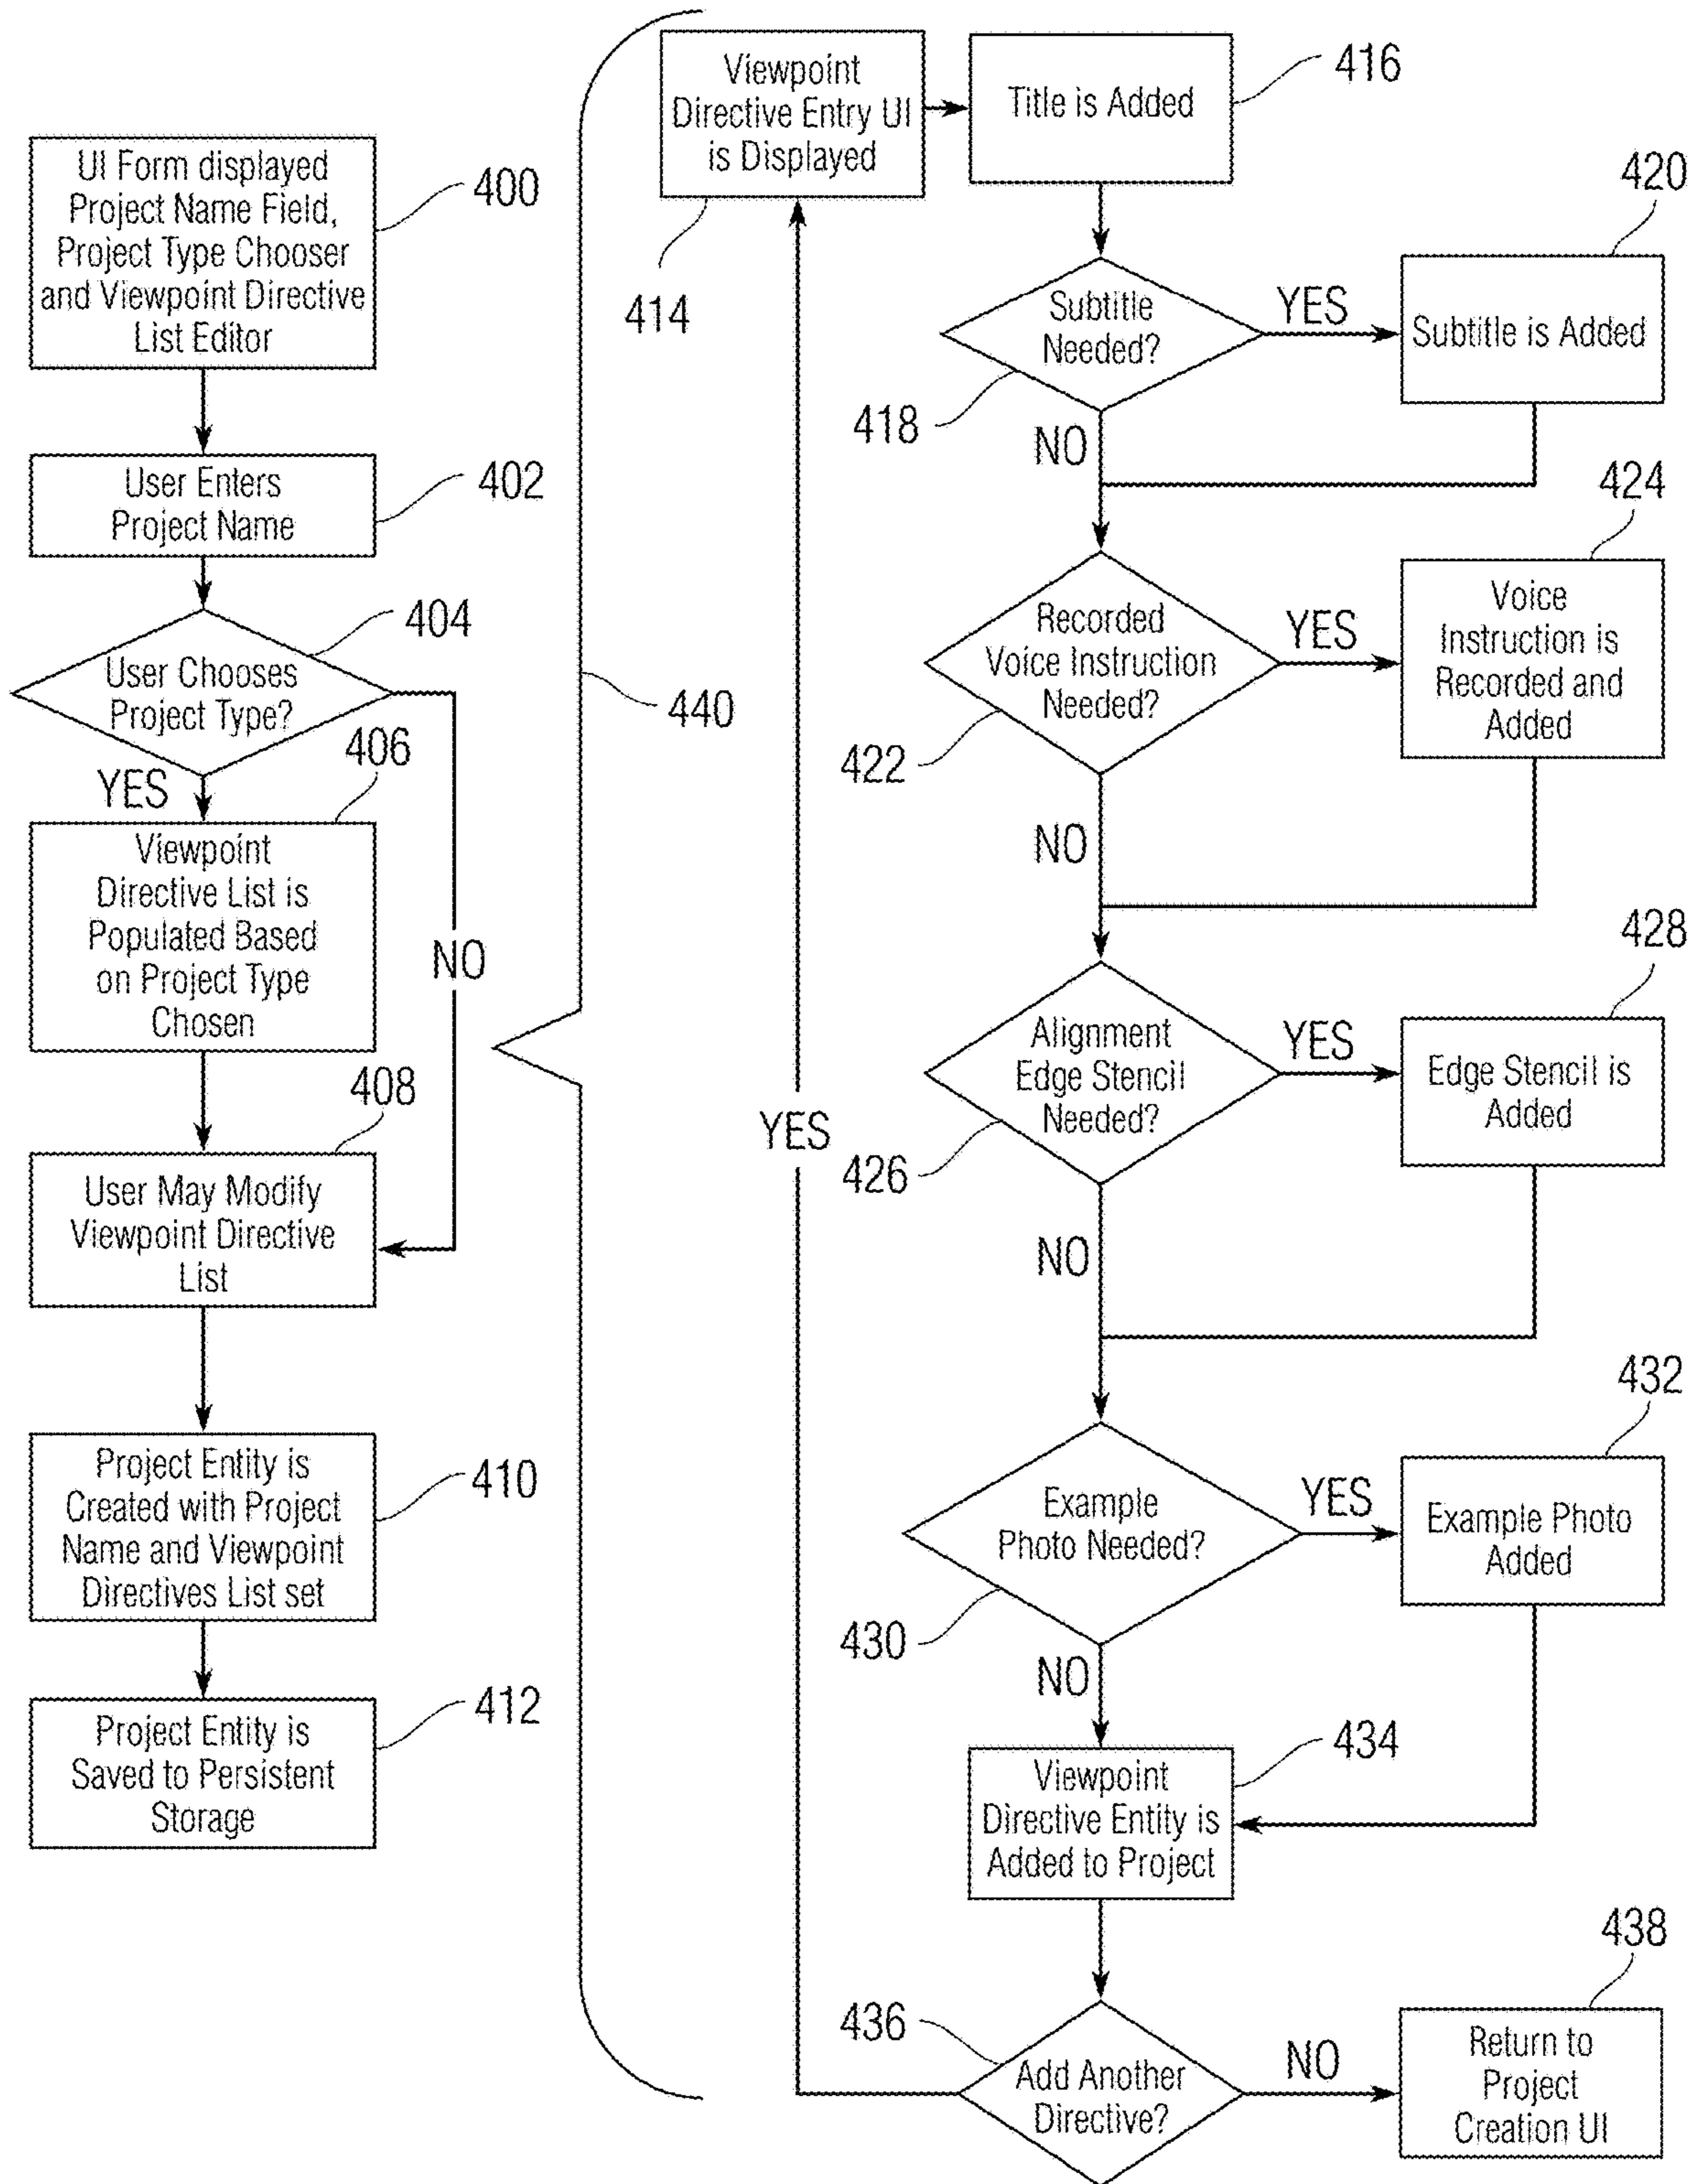 UI Form displayed
Project Name Field,
Project Type Chooser
and Viewpoint Directive
List Editor
400
User Enters
Project Name
402
404
User Chooses
Project Type?
YES
NO
406
Viewpoint
Directive List is
Populated Based
on Project Type
Chosen
408
User May Modify
Viewpoint Directive
List
Project Entity is
Created with Project
Name and Viewpoint
Directives List set
410
Project Entity is
Saved to Persistent
Storage
412
440
Viewpoint
Directive Entry UI
is Displayed
414
Title is Added
416
Subtitle
Needed?
418
YES
NO
420
Subtitle is Added
Recorded
Voice Instruction
Needed?
422
YES
NO
424
Voice
Instruction is
Recorded and
Added
Alignment
Edge Stencil
Needed?
426
YES
NO
428
Edge Stencil is
Added
Example
Photo Needed?
430
YES
NO
432
Example Photo
Added
434
Viewpoint
Directive Entity is
Added to Project
436
Add Another
Directive?
YES
NO
438
Return to
Project
Creation UI